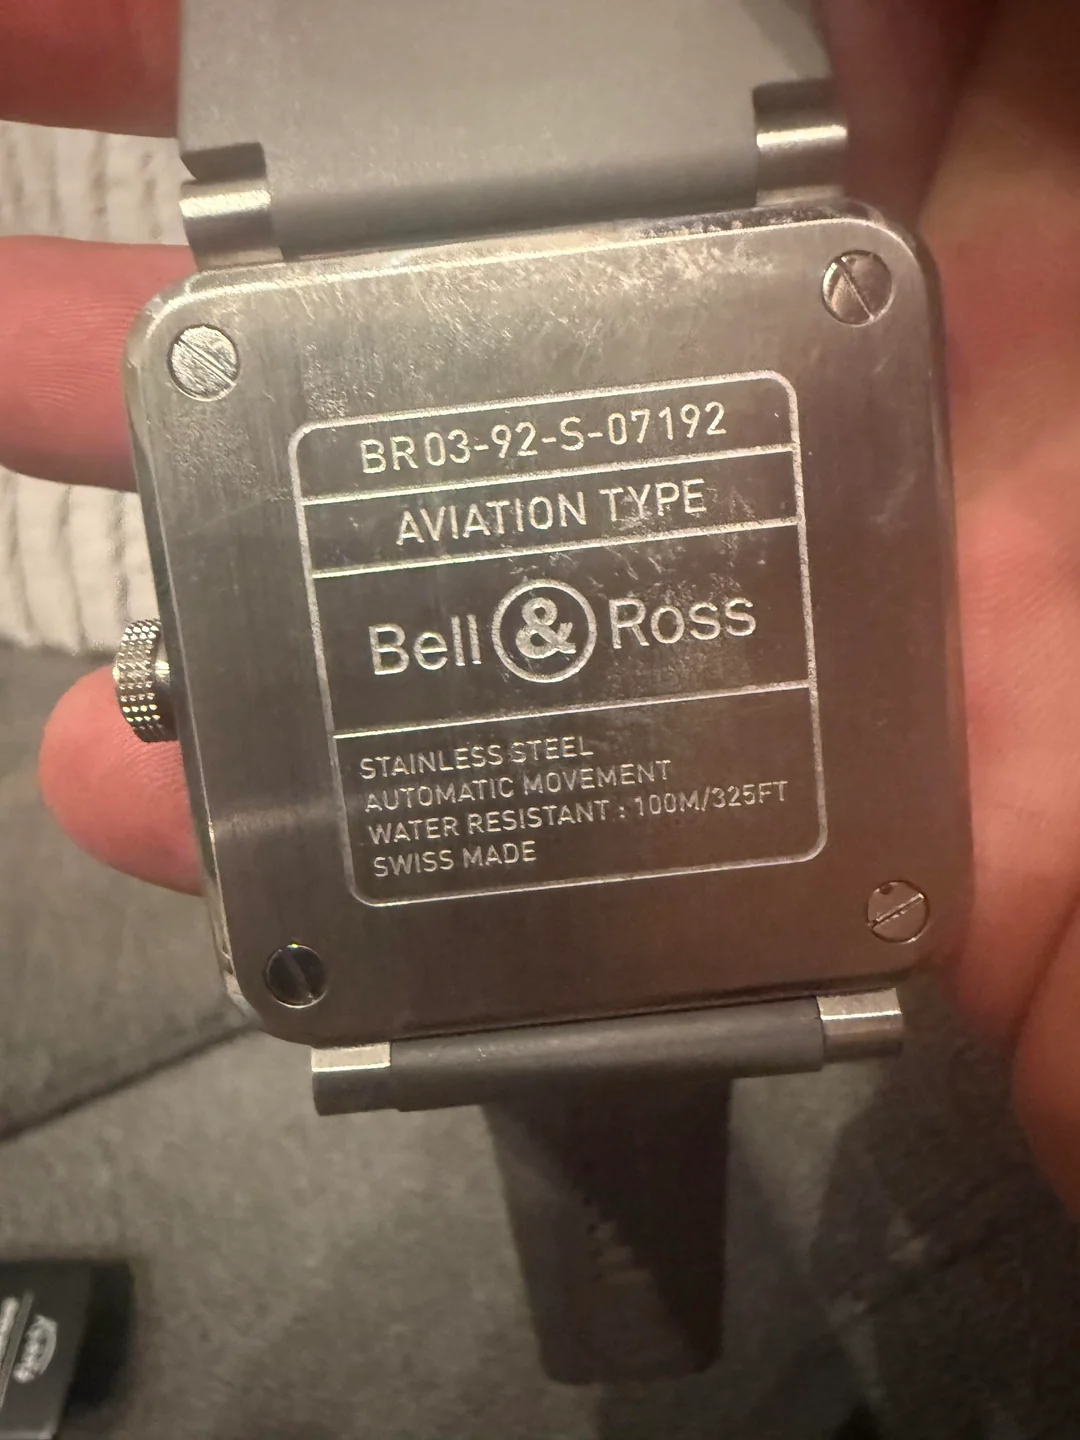 BR03-92-S-07192
AVIATION TYPE
Bell & Ross
STAINLESS STEEL
AUTOMATIC MOVEMENT
WATER RESISTANT : 100M/325FT
SWISS MADE